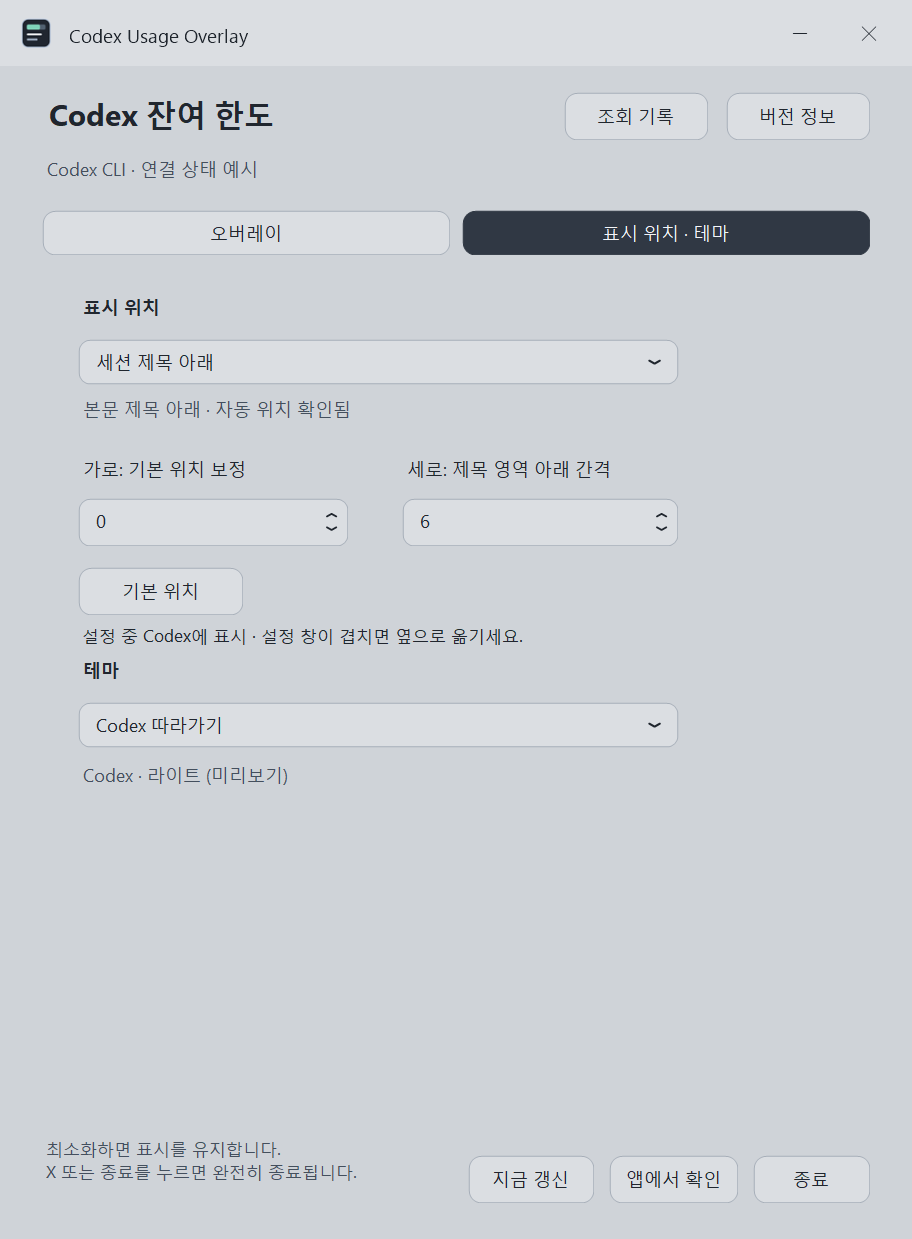 Codex Usage Overlay
Codex 잔여 한도
조회 기록
버전 정보
Codex CLI · 연결 상태 예시
오버레이
표시 위치 · 테마
표시 위치
세션 제목 아래
본문 제목 아래 · 자동 위치 확인됨
가로: 기본 위치 보정
세로: 제목 영역 아래 간격
0
6
기본 위치
설정 중 Codex에 표시 · 설정 창이 겹치면 옆으로 옮기세요.
테마
Codex 따라가기
Codex · 라이트 (미리보기)
최소화하면 표시를 유지합니다.
X 또는 종료를 누르면 완전히 종료됩니다.
지금 갱신
앱에서 확인
종료